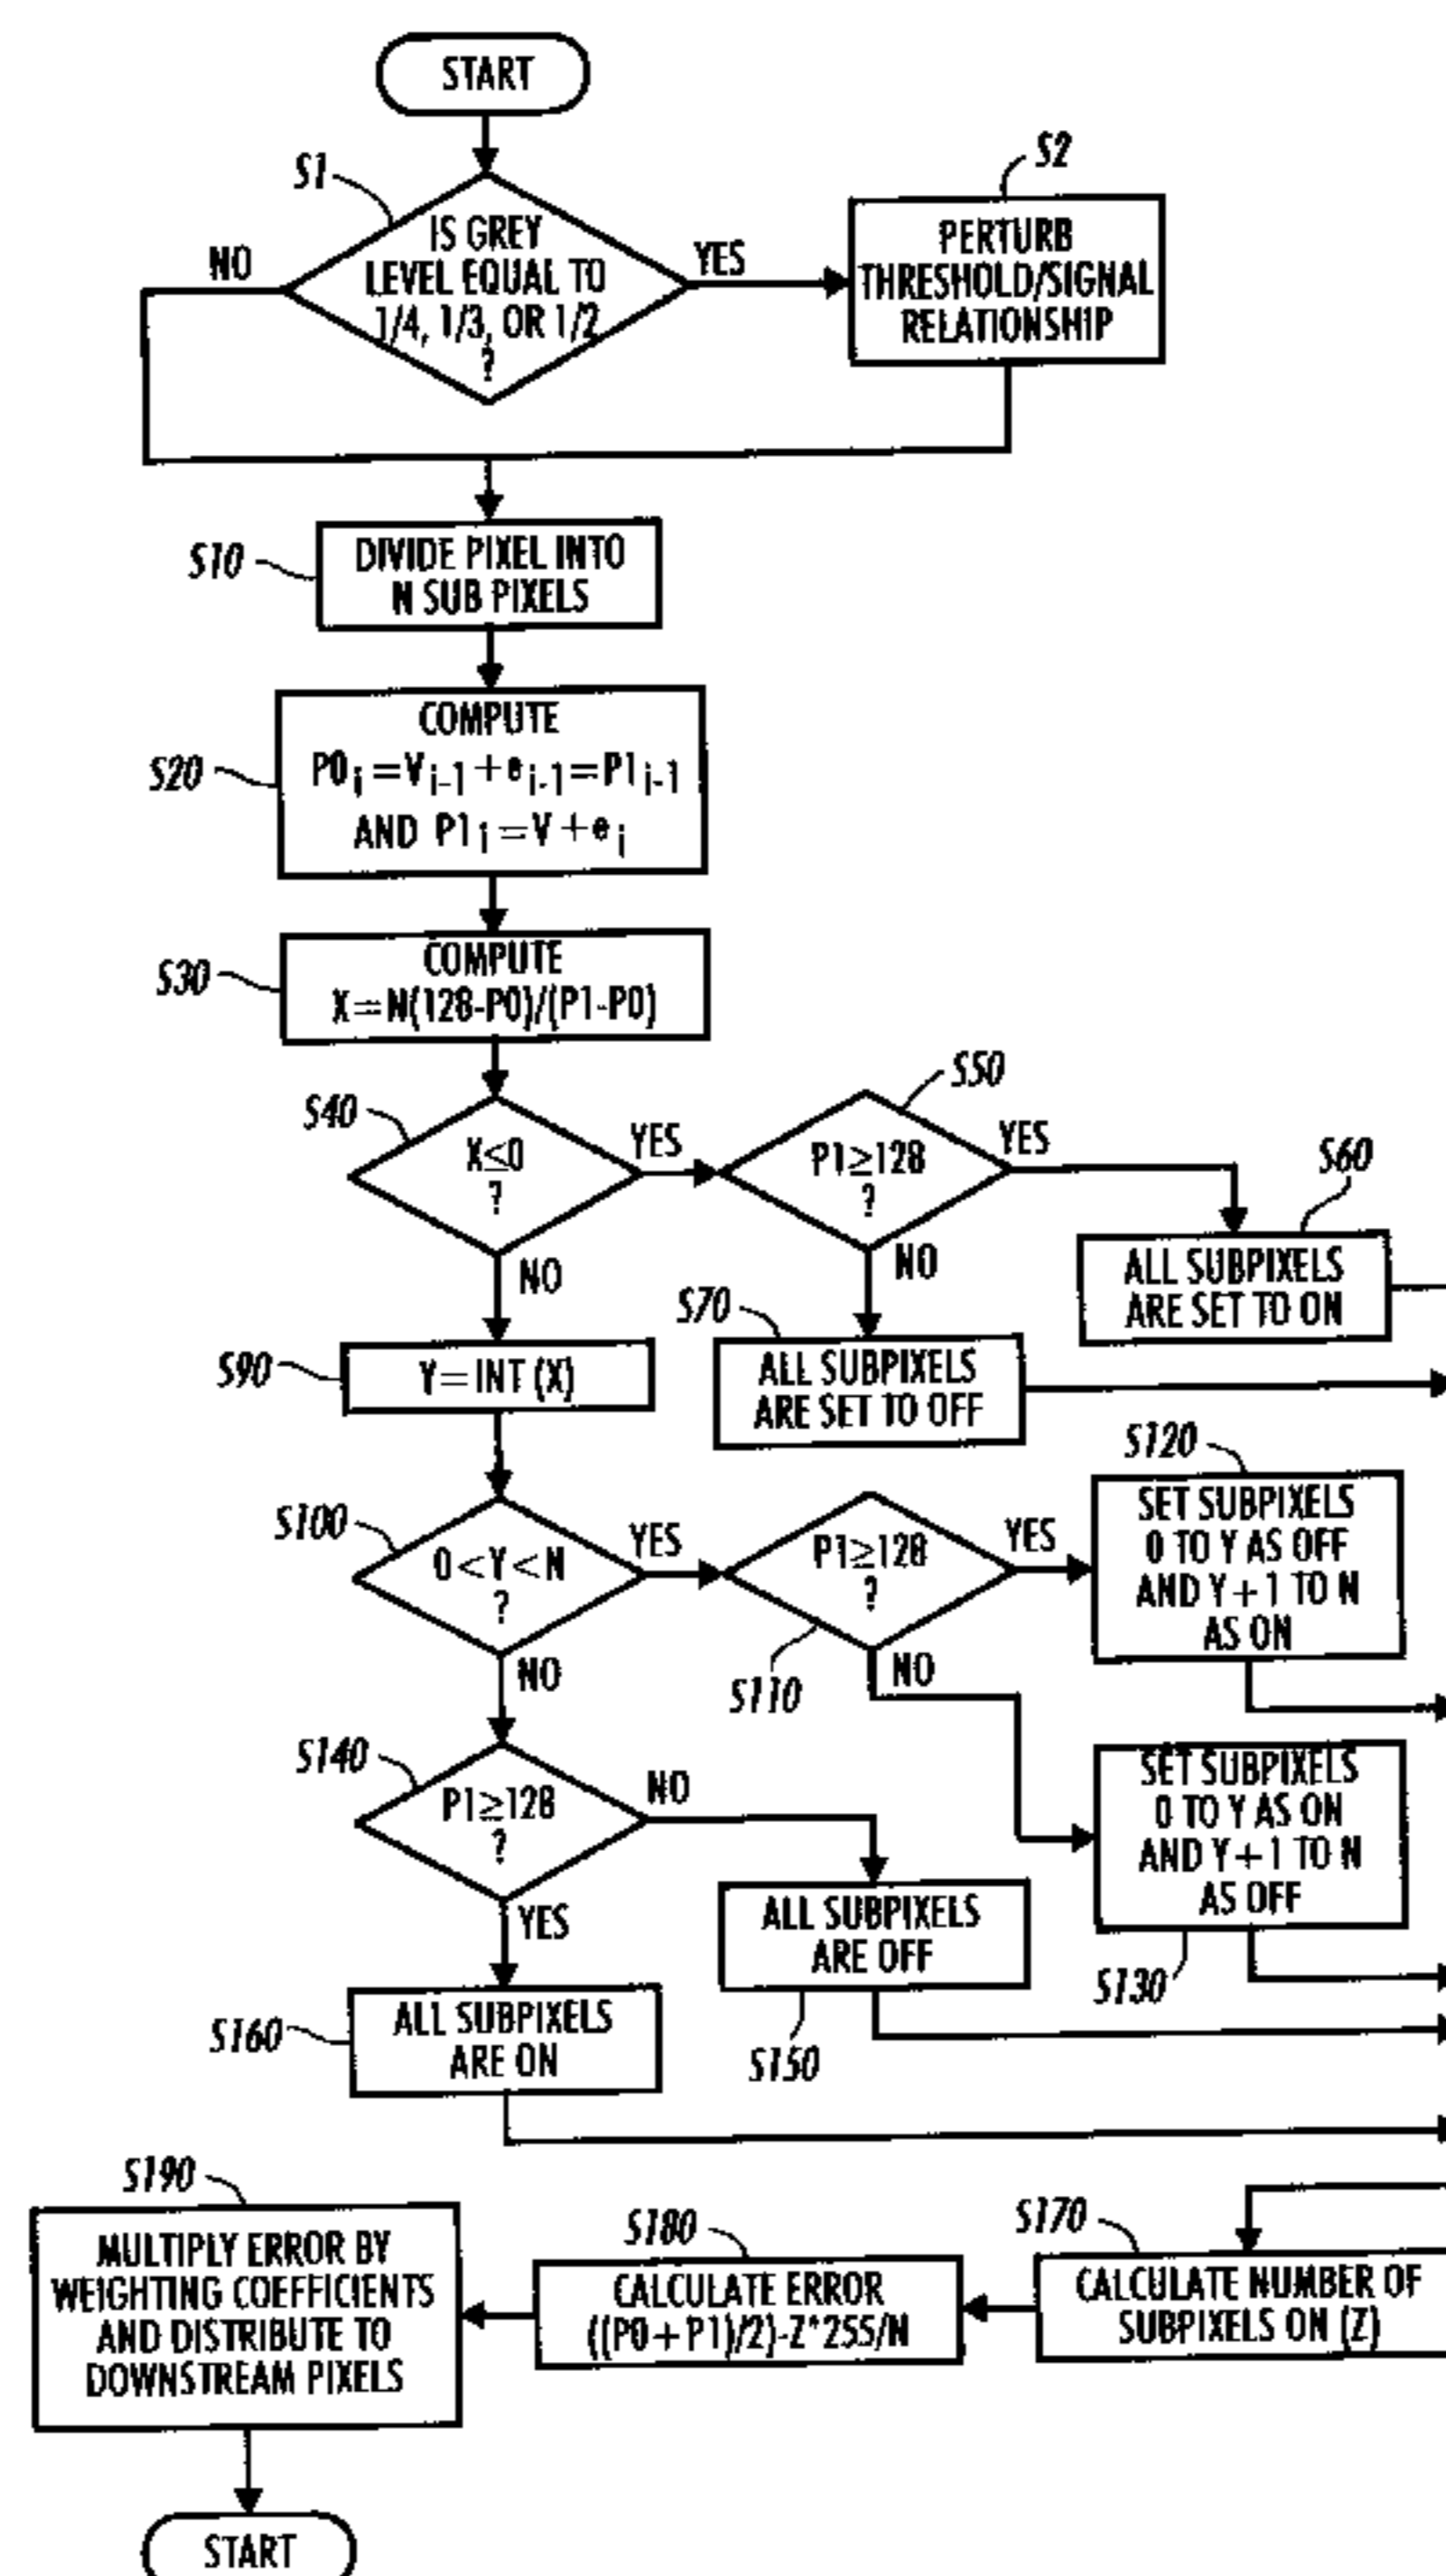 START
S1
S2
IS GREY
LEVEL EQUAL TO
1/4, 1/3, OR 1/2
?
NO
YES
PERTURB
THRESHOLD/SIGNAL
RELATIONSHIP
S10
DIVIDE PIXEL INTO
N SUB PIXELS
S20
COMPUTE
P0 i = V i-1 + e i-1 = P1 i-1
AND P1 i = V + e i
S30
COMPUTE
X=N(128-P0)/(P1-P0)
S40
X≤0
?
YES
NO
S50
P1≥128
?
YES
NO
S60
ALL SUBPIXELS
ARE SET TO ON
S70
ALL SUBPIXELS
ARE SET TO OFF
S90
Y=INT (X)
S100
0<Y<N
?
YES
NO
P1≥128
?
S110
YES
NO
S120
SET SUBPIXELS
0 TO Y AS OFF
AND Y+1 TO N
AS ON
SET SUBPIXELS
0 TO Y AS ON
AND Y+1 TO N
AS OFF
S130
S140
P1≥128
?
NO
YES
ALL SUBPIXELS
ARE OFF
S150
S160
ALL SUBPIXELS
ARE ON
S170
CALCULATE NUMBER OF
SUBPIXELS ON (Z)
S180
CALCULATE ERROR
((P0+P1)/2)-Z*255/N
S190
MULTIPLY ERROR BY
WEIGHTING COEFFICIENTS
AND DISTRIBUTE TO
DOWNSTREAM PIXELS
START